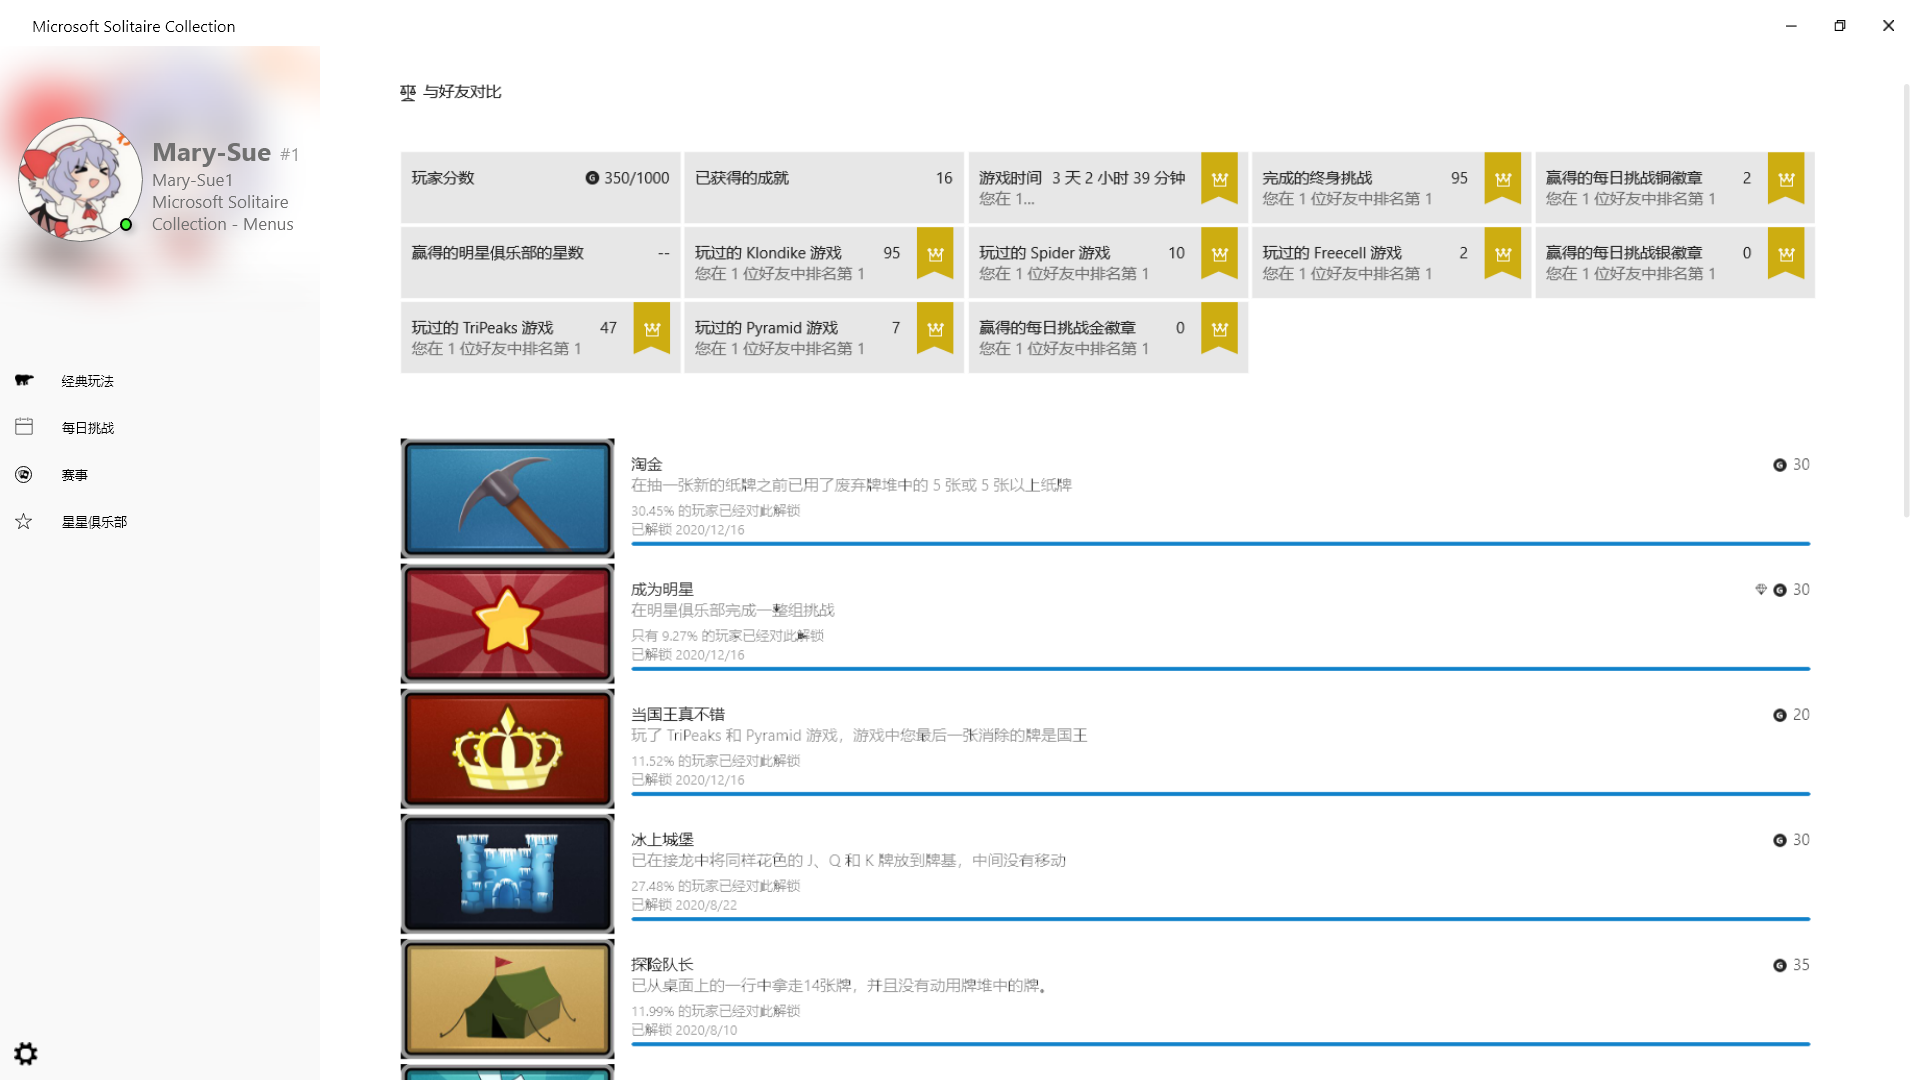 Microsoft Solitaire Collection
Mary-Sue #1
Mary-Sue1
Microsoft Solitaire
Collection - Menus
经典玩法
每日挑战
赛事
星星俱乐部
与好友对比
玩家分数 350/1000
已获得的成就 16
游戏时间 3 天 2 小时 39 分钟
您在 1...
完成的终身挑战 95
您在 1 位好友中排名第 1
赢得的每日挑战铜徽章 2
您在 1 位好友中排名第 1
赢得的明星俱乐部的星数 --
玩过的 Klondike 游戏 95
您在 1 位好友中排名第 1
玩过的 Spider 游戏 10
您在 1 位好友中排名第 1
玩过的 Freecell 游戏 2
您在 1 位好友中排名第 1
赢得的每日挑战银徽章 0
您在 1 位好友中排名第 1
玩过的 TriPeaks 游戏 47
您在 1 位好友中排名第 1
玩过的 Pyramid 游戏 7
您在 1 位好友中排名第 1
赢得的每日挑战金徽章 0
您在 1 位好友中排名第 1
淘金 30
在抽一张新的纸牌之前已用了废弃牌堆中的 5 张或 5 张以上纸牌
30.45% 的玩家已经对此解锁
已解锁 2020/12/16
成为明星 30
在明星俱乐部完成一整组挑战
只有 9.27% 的玩家已经对此解锁
已解锁 2020/12/16
当国王真不错 20
玩了 TriPeaks 和 Pyramid 游戏，游戏中您最后一张消除的牌是国王
11.52% 的玩家已经对此解锁
已解锁 2020/12/16
冰上城堡 30
已在接龙中将同样花色的 J、Q 和 K 牌放到牌基，中间没有移动
27.48% 的玩家已经对此解锁
已解锁 2020/8/22
探险队长 35
已从桌面上的一行中拿走14张牌，并且没有动用牌堆中的牌。
11.99% 的玩家已经对此解锁
已解锁 2020/8/10